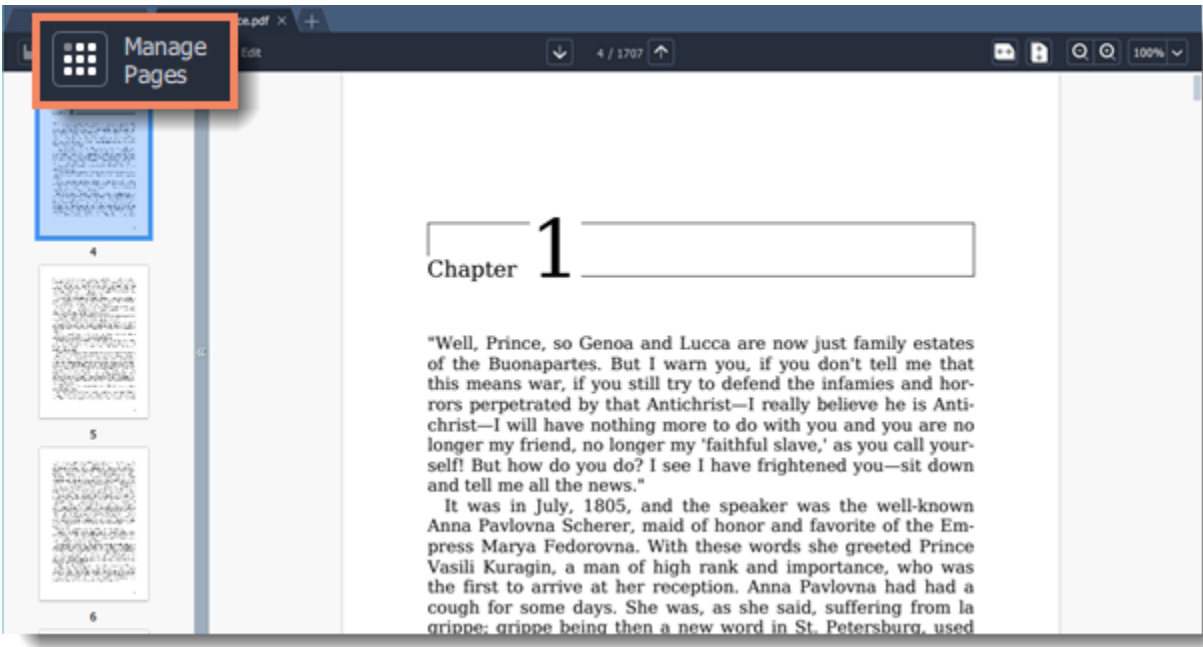 ce.pdf
Manage
Pages
Edit
4 / 1707
100%
4
5
6
Chapter 1
"Well, Prince, so Genoa and Lucca are now just family estates
of the Buonapartes. But I warn you, if you don't tell me that
this means war, if you still try to defend the infamies and hor-
rors perpetrated by that Antichrist—I really believe he is Anti-
christ—I will have nothing more to do with you and you are no
longer my friend, no longer my 'faithful slave,' as you call your-
self! But how do you do? I see I have frightened you—sit down
and tell me all the news."
It was in July, 1805, and the speaker was the well-known
Anna Pavlovna Scherer, maid of honor and favorite of the Em-
press Marya Fedorovna. With these words she greeted Prince
Vasili Kuragin, a man of high rank and importance, who was
the first to arrive at her reception. Anna Pavlovna had had a
cough for some days. She was, as she said, suffering from la
grippe; grippe being then a new word in St. Petersburg, used